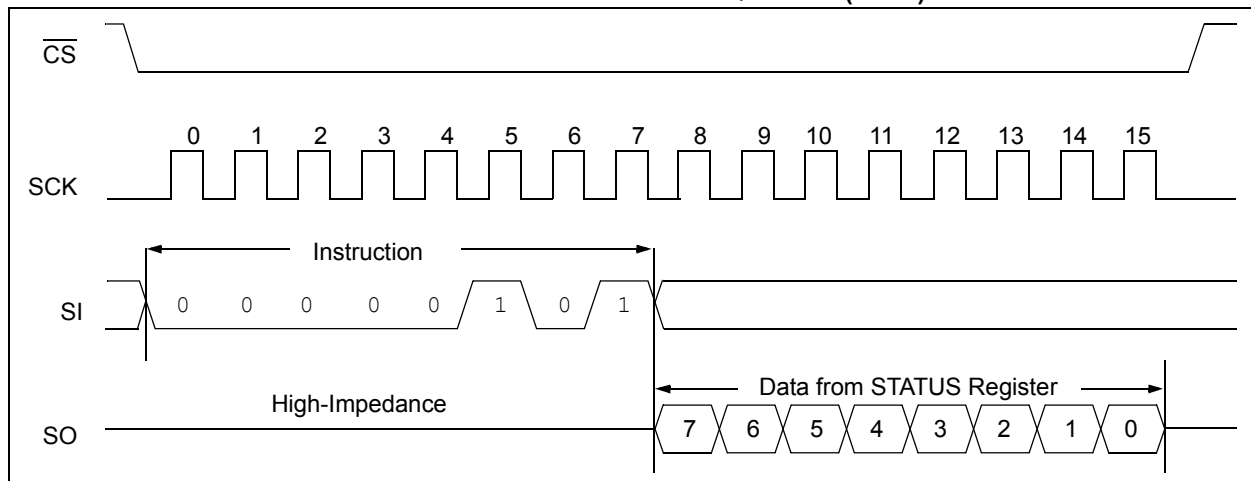 CS
0 1 2 3 4 5 6 7 8 9 10 11 12 13 14 15
SCK
Instruction
SI 0 0 0 0 0 1 0 1
Data from STATUS Register
High-Impedance
SO 7 6 5 4 3 2 1 0